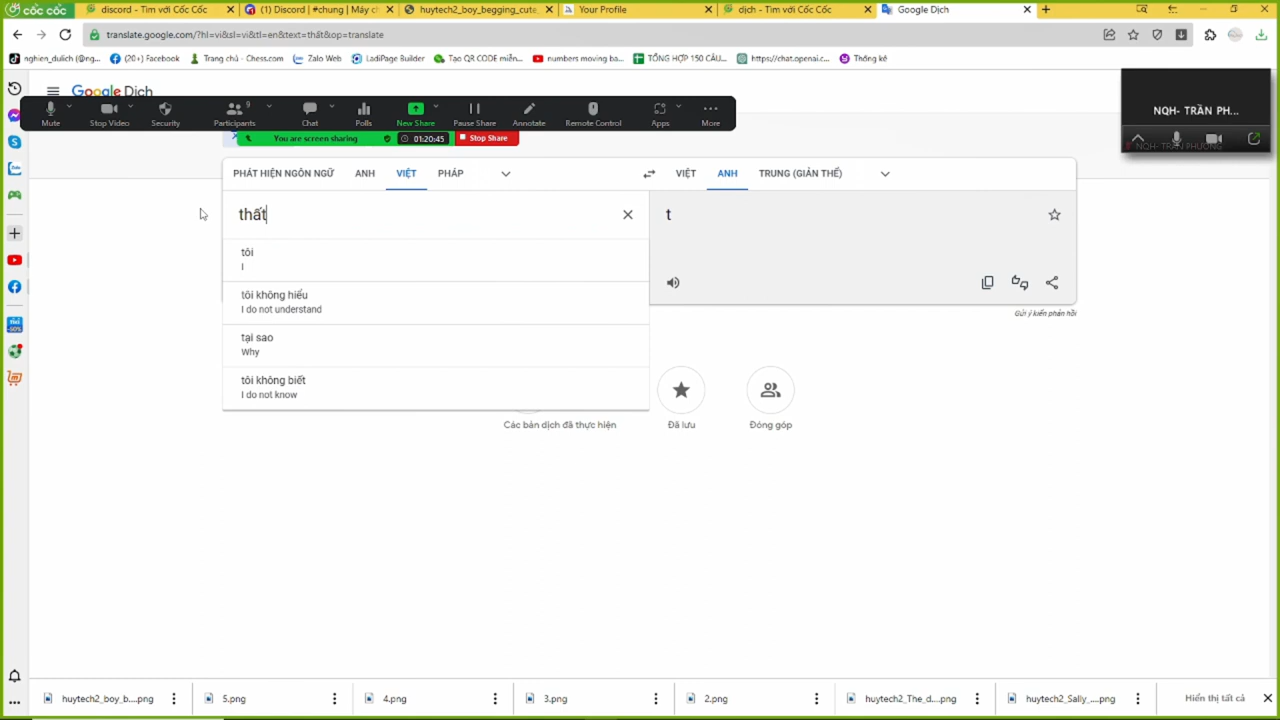 cốc cốc
discord - Tìm với Cốc Cốc
(1) Discord | #chung | Máy ch
huytech2_boy_begging_cute_
Your Profile
dịch - Tìm với Cốc Cốc
Google Dịch
translate.google.com/?hl=vi&sl=vi&tl=en&text=thất&op=translate
nghien_dulich (@ng...
(20+) Facebook
Trang chủ - Chess.com
Zalo Web
LadiPage Builder
Tạo QR CODE miễn...
numbers moving ba...
TỔNG HỢP 150 CÂU...
https://chat.openai.c...
Thống kê
Google Dịch
Mute
Stop Video
Security
Participants
9
Chat
Polls
New Share
Pause Share
Annotate
Remote Control
Apps
More
You are screen sharing
01:20:45
Stop Share
NQH- TRẦN PH...
NQH- TRẦN PHƯƠNG
PHÁT HIỆN NGÔN NGỮ
ANH
VIỆT
PHÁP
VIỆT
ANH
TRUNG (GIẢN THỂ)
thất
t
tôi
I
tôi không hiểu
I do not understand
tại sao
Why
tôi không biết
I do not know
Gửi ý kiến phản hồi
Các bản dịch đã thực hiện
Đã lưu
Đóng góp
huytech2_boy_b....png
5.png
4.png
3.png
2.png
huytech2_The_d....png
huytech2_Sally_....png
Hiển thị tất cả